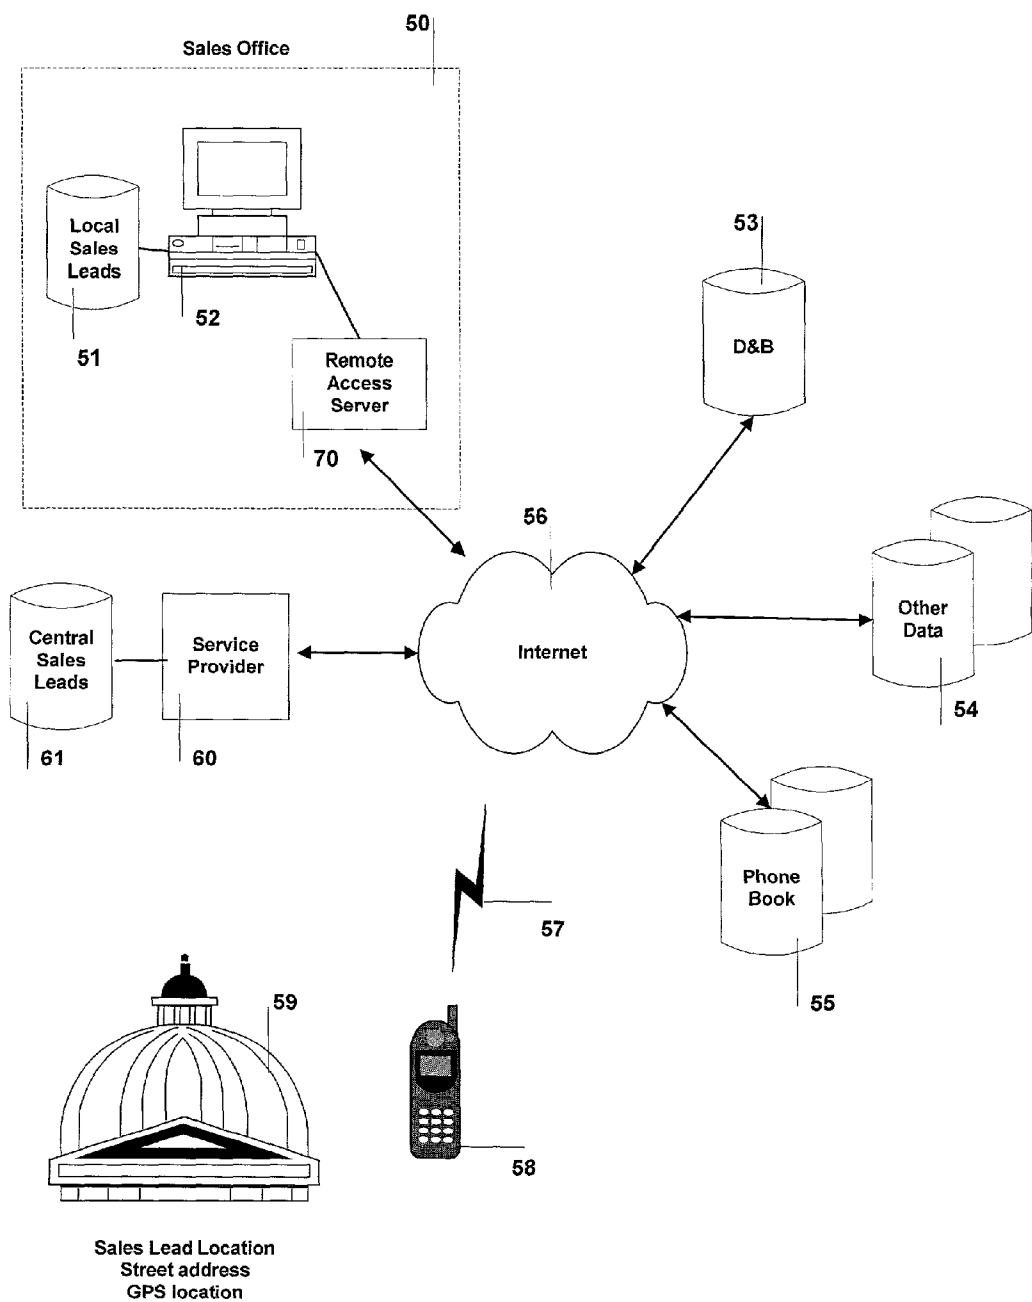 50
Sales Office
Local
Sales
Leads
52
51
Remote
Access
Server
70
53
D&B
56
Other
Data
54
Central
Sales
Leads
61
Service
Provider
60
Internet
Phone
Book
55
57
59
58
Sales Lead Location
Street address
GPS location